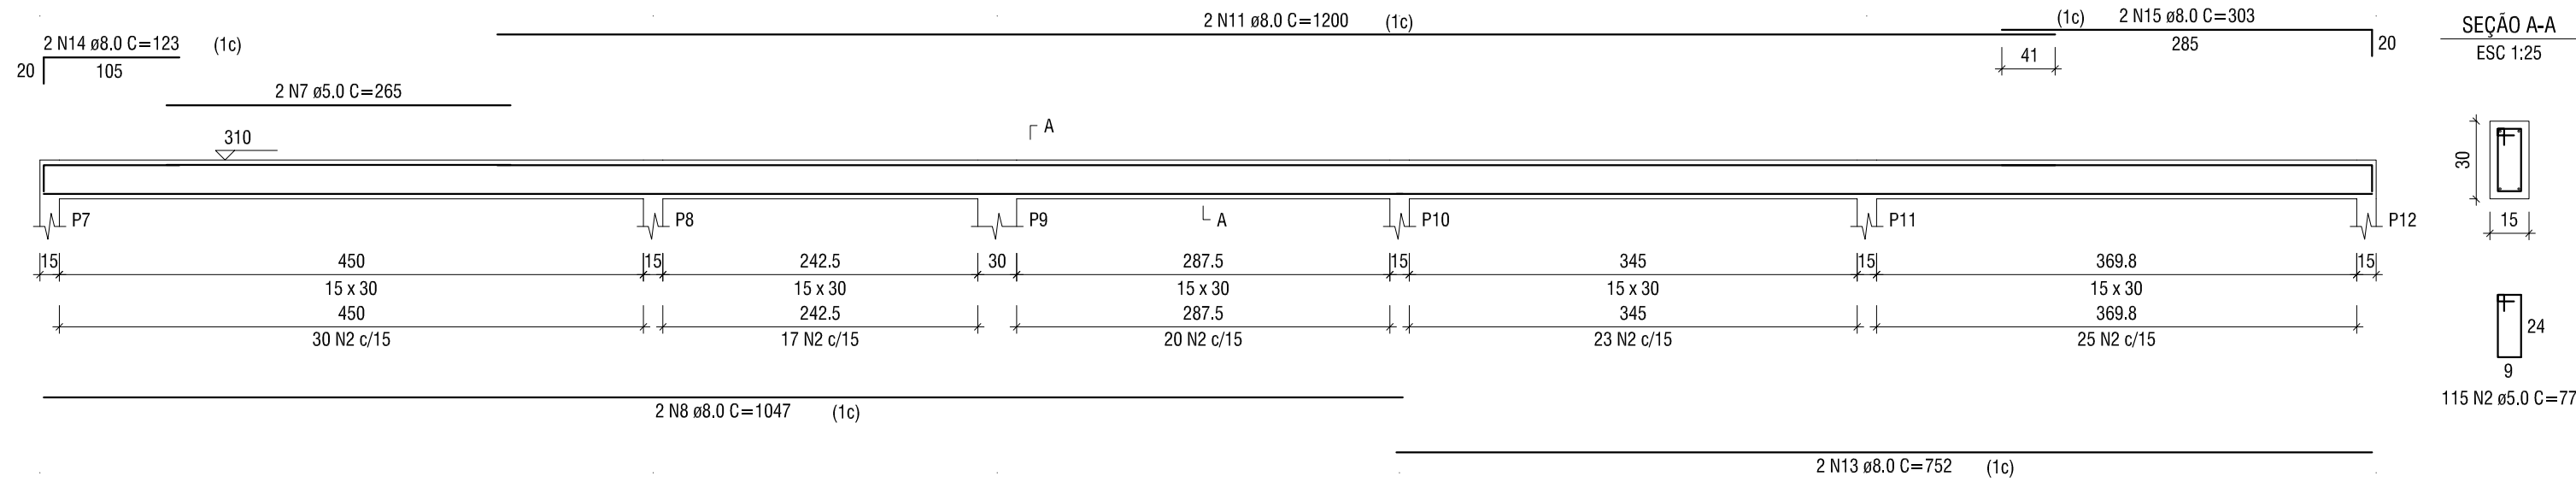 2 N11 ø8.0 C=1200 (1c)
(1c) 2 N15 ø8.0 C=303
285
20
41
2 N14 ø8.0 C=123 (1c)
20
105
2 N7 ø5.0 C=265
SEÇÃO A-A
ESC 1:25
A
310
30
15
P7
P8
P9
A
P10
P11
P12
15 450 15 242.5 30 287.5 15 345 15 369.8 15
15 x 30 15 x 30 15 x 30 15 x 30 15 x 30
450 242.5 287.5 345 369.8
30 N2 c/15 17 N2 c/15 20 N2 c/15 23 N2 c/15 25 N2 c/15
24
9
115 N2 ø5.0 C=77
2 N8 ø8.0 C=1047 (1c)
2 N13 ø8.0 C=752 (1c)